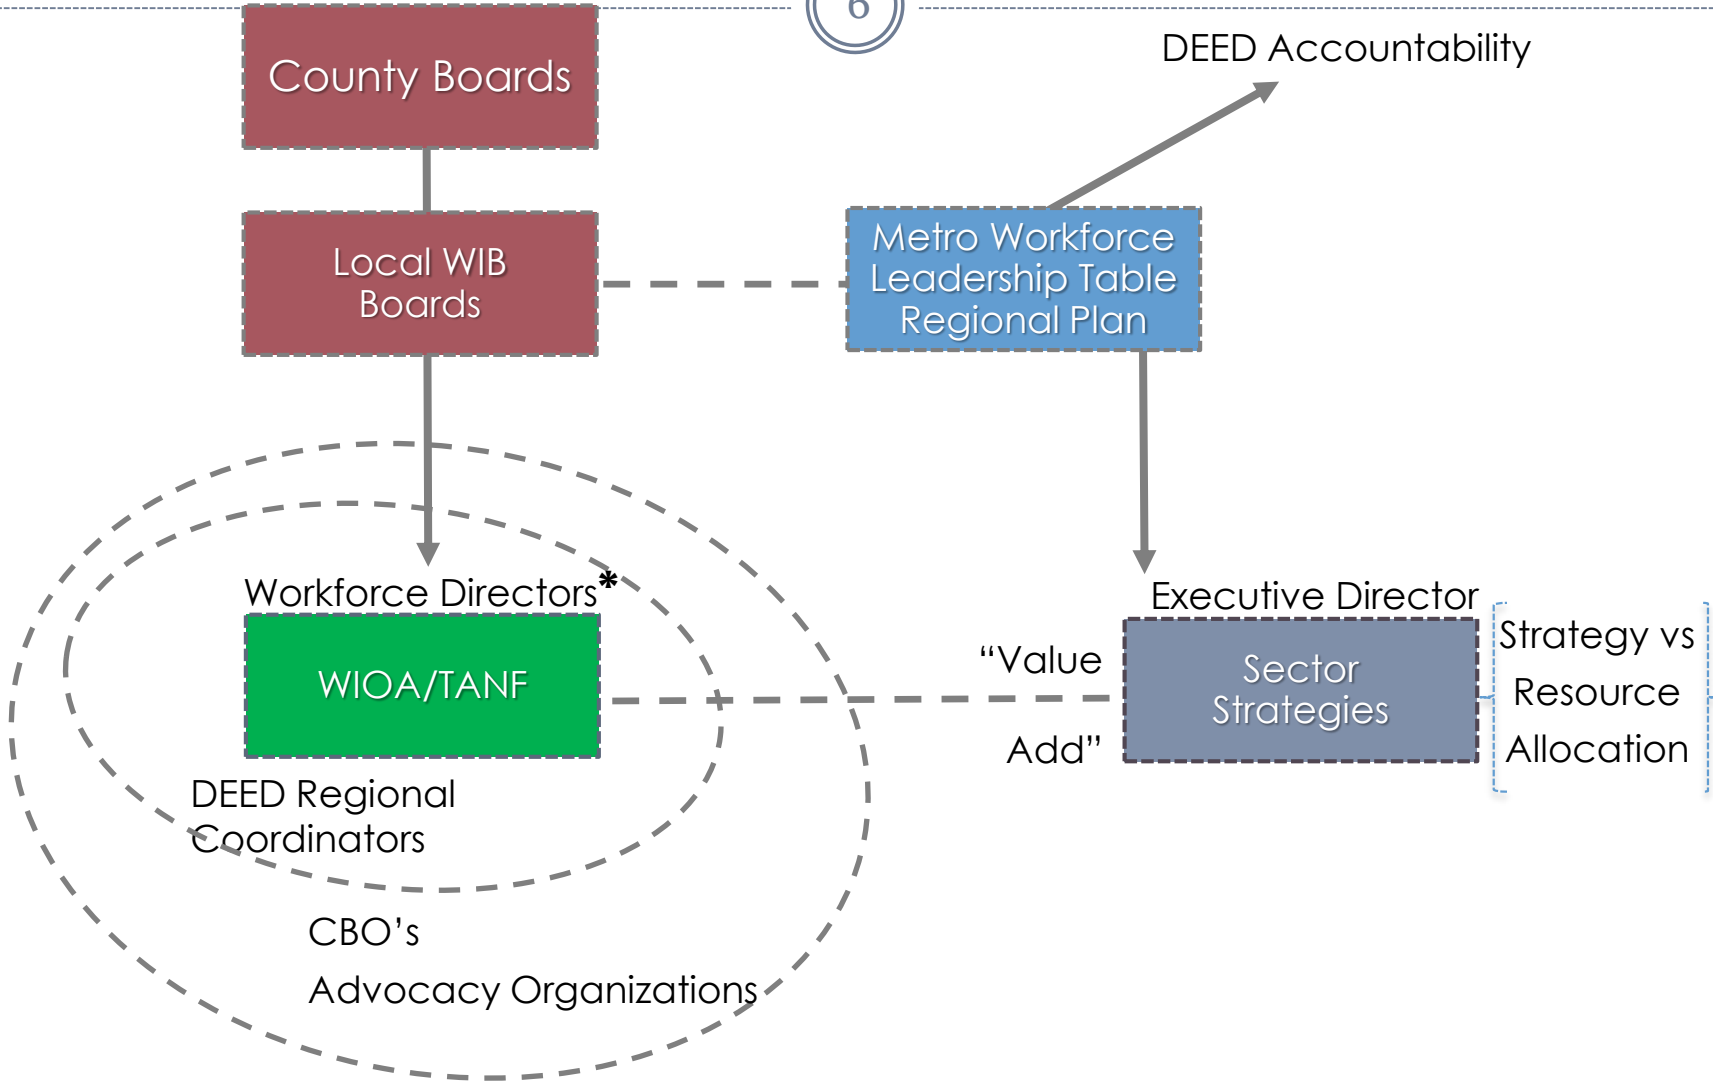 6
County Boards
DEED Accountability
Local WIB
Boards
Metro Workforce
Leadership Table
Regional Plan
Workforce Directors*
WIOA/TANF
DEED Regional
Coordinators
CBO’s
Advocacy Organizations
“Value
Add”
Executive Director
Sector
Strategies
Strategy vs
Resource
Allocation